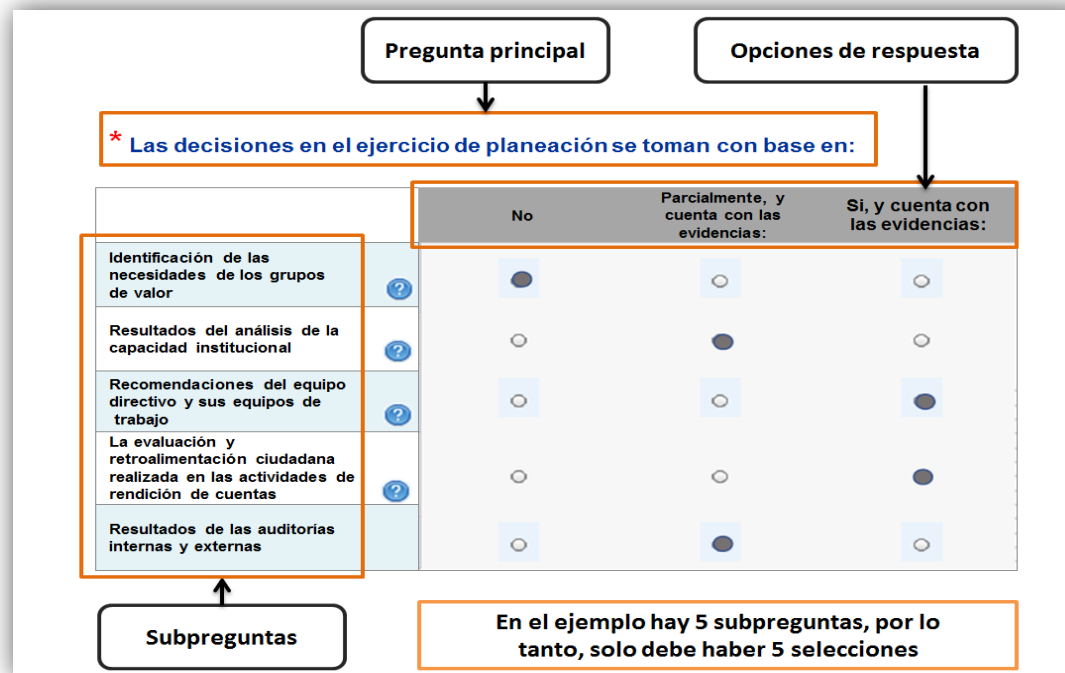 Pregunta principal
Opciones de respuesta
* Las decisiones en el ejercicio de planeación se toman con base en:
No
Parcialmente, y
cuenta con las
evidencias:
Si, y cuenta con
las evidencias:
Identificación de las
necesidades de los grupos
de valor
?
Resultados del análisis de la
capacidad institucional
?
Recomendaciones del equipo
directivo y sus equipos de
trabajo
?
La evaluación y
retroalimentación ciudadana
realizada en las actividades de
rendición de cuentas
?
Resultados de las auditorías
internas y externas
Subpreguntas
En el ejemplo hay 5 subpreguntas, por lo
tanto, solo debe haber 5 selecciones